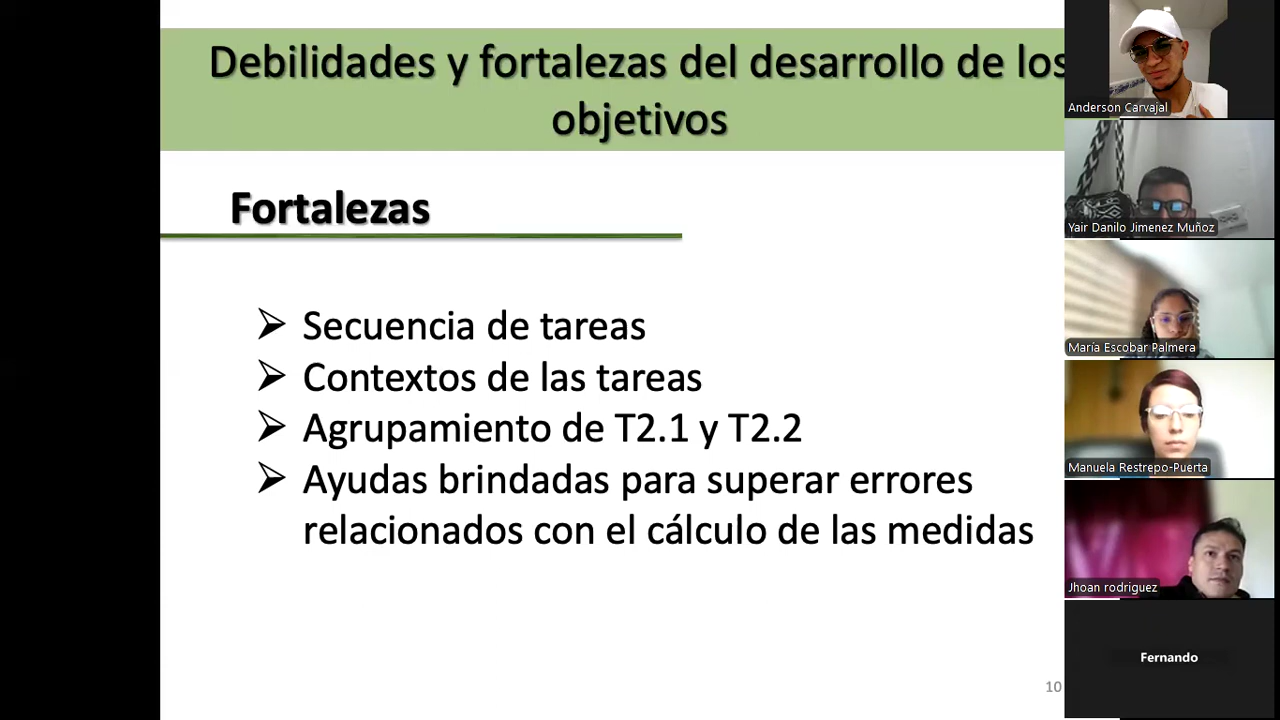 Debilidades y fortalezas del desarrollo de los
objetivos
Fortalezas
➢ Secuencia de tareas
➢ Contextos de las tareas
➢ Agrupamiento de T2.1 y T2.2
➢ Ayudas brindadas para superar errores
relacionados con el cálculo de las medidas
10
Anderson Carvajal
Yair Danilo Jimenez Muñoz
María Escobar Palmera
Manuela Restrepo-Puerta
Jhoan rodriguez
Fernando